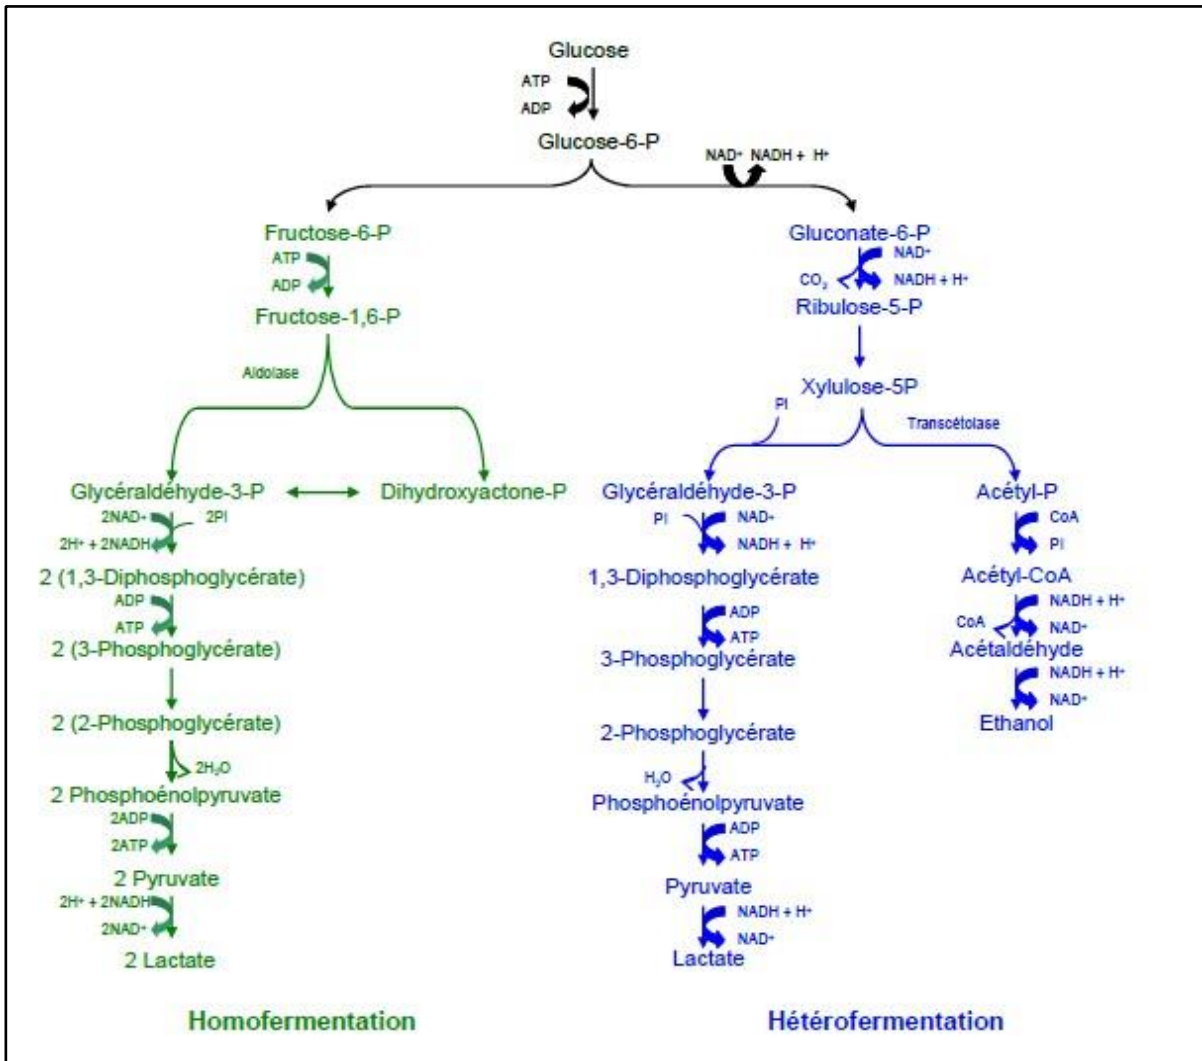 Glucose
ATP
ADP
Glucose-6-P
NAD⁺ NADH + H⁺
Fructose-6-P
ATP
ADP
Fructose-1,6-P
Aldolase
Glycéraldéhyde-3-P
Dihydroxyactone-P
2NAD⁺
2PI
2H⁺ + 2NADH
2 (1,3-Diphosphoglycérate)
ADP
ATP
2 (3-Phosphoglycérate)
2 (2-Phosphoglycérate)
2H₂O
2 Phosphoénolpyruvate
2ADP
2ATP
2 Pyruvate
2H⁺ + 2NADH
2NAD⁺
2 Lactate
Homofermentation
Gluconate-6-P
NAD⁺
CO₂
NADH + H⁺
Ribulose-5-P
Xylulose-5P
PI
Transcétolase
Glycéraldéhyde-3-P
PI
NAD⁺
NADH + H⁺
1,3-Diphosphoglycérate
ADP
ATP
3-Phosphoglycérate
2-Phosphoglycérate
H₂O
Phosphoénolpyruvate
ADP
ATP
Pyruvate
NADH + H⁺
NAD⁺
Lactate
Acétyl-P
CoA
PI
Acétyl-CoA
NADH + H⁺
CoA
NAD⁺
Acétaldéhyde
NADH + H⁺
NAD⁺
Ethanol
Hétérofermentation